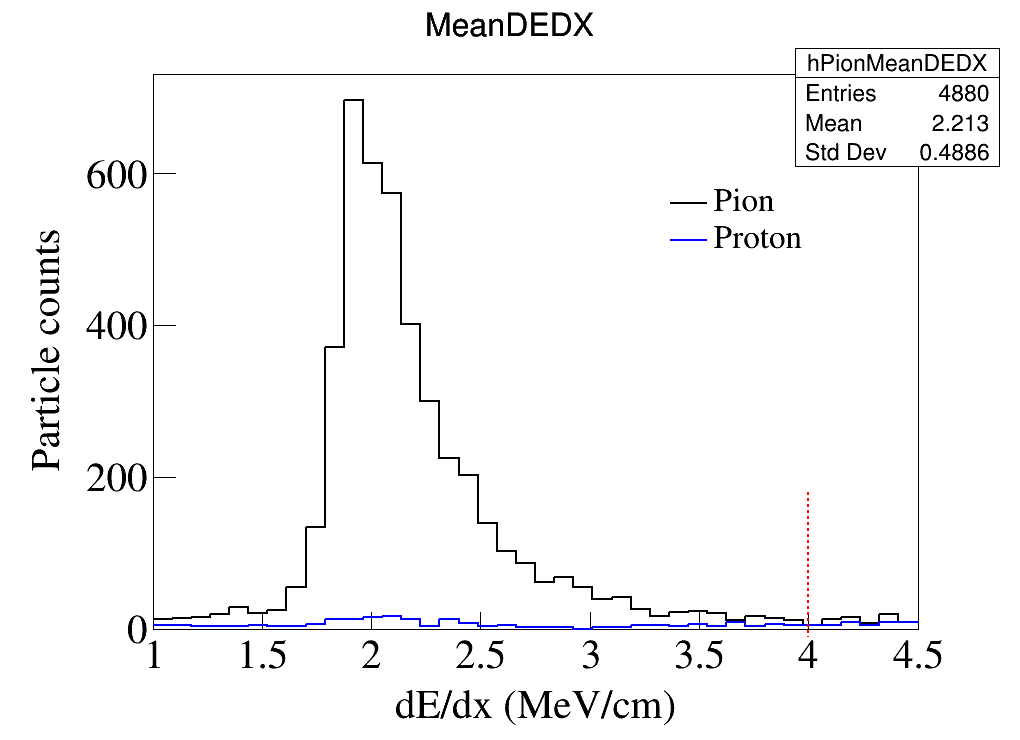 MeanDEDX
hPionMeanDEDX
Entries 4880
Mean 2.213
Std Dev 0.4886
Pion
Proton
Particle counts
600
400
200
0
1 1.5 2 2.5 3 3.5 4 4.5
dE/dx (MeV/cm)